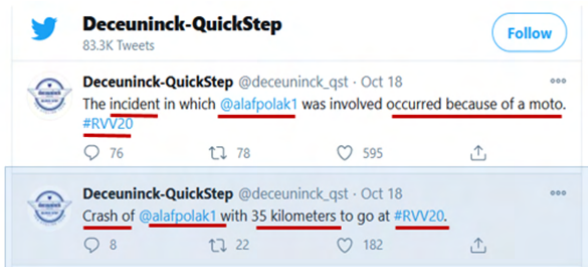 Deceuninck-QuickStep
83.3K Tweets
Follow
Deceuninck-QuickStep @deceuninck_qst · Oct 18
The incident in which @alafpolak1 was involved occurred because of a moto.
#RVV20
76 78 595
Deceuninck-QuickStep @deceuninck_qst · Oct 18
Crash of @alafpolak1 with 35 kilometers to go at #RVV20.
8 22 182